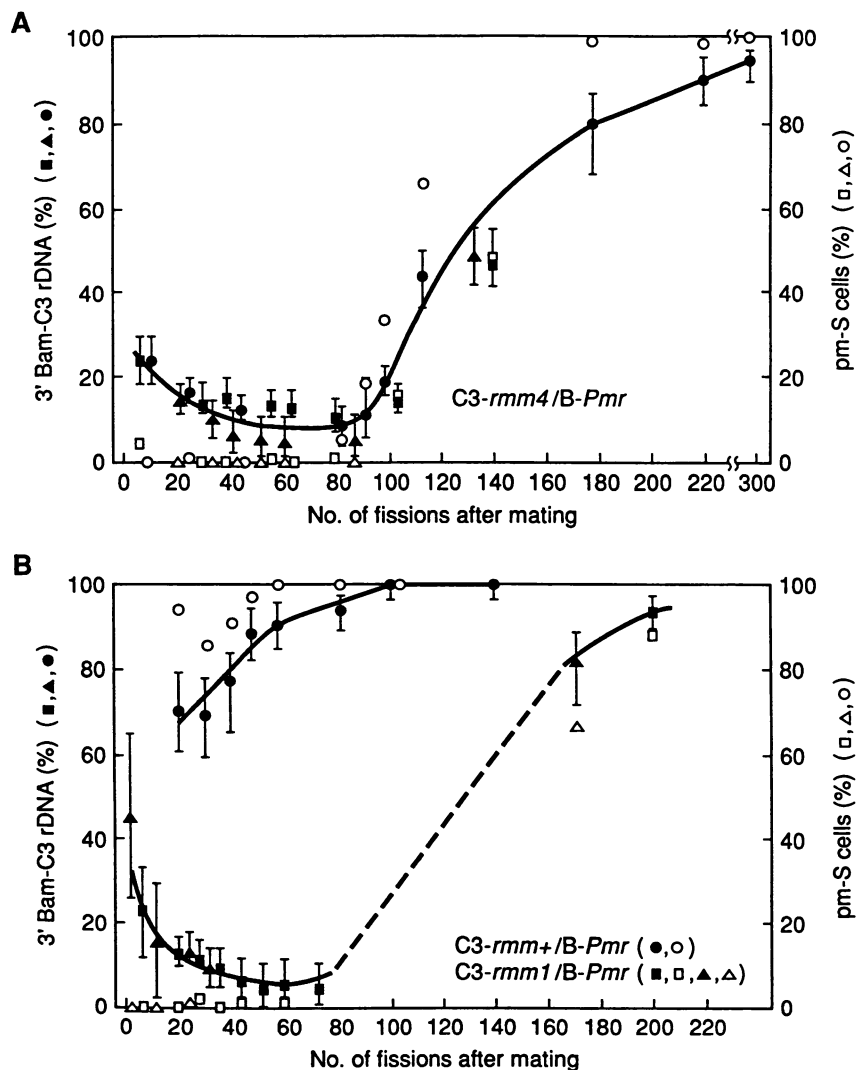 A
100
80
60
40
20
0
3' Bam-C3 rDNA (%) (■,▲,●)
100
80
60
40
20
0
pm-S cells (%) (□,△,○)
C3-rmm4/B-Pmr
0 20 40 60 80 100 120 140 160 180 200 220 300
No. of fissions after mating
B
100
80
60
40
20
0
3' Bam-C3 rDNA (%) (■,▲,●)
100
80
60
40
20
0
pm-S cells (%) (□,△,○)
C3-rmm+/B-Pmr (●,○)
C3-rmm1/B-Pmr (■,□,▲,△)
0 20 40 60 80 100 120 140 160 180 200 220
No. of fissions after mating